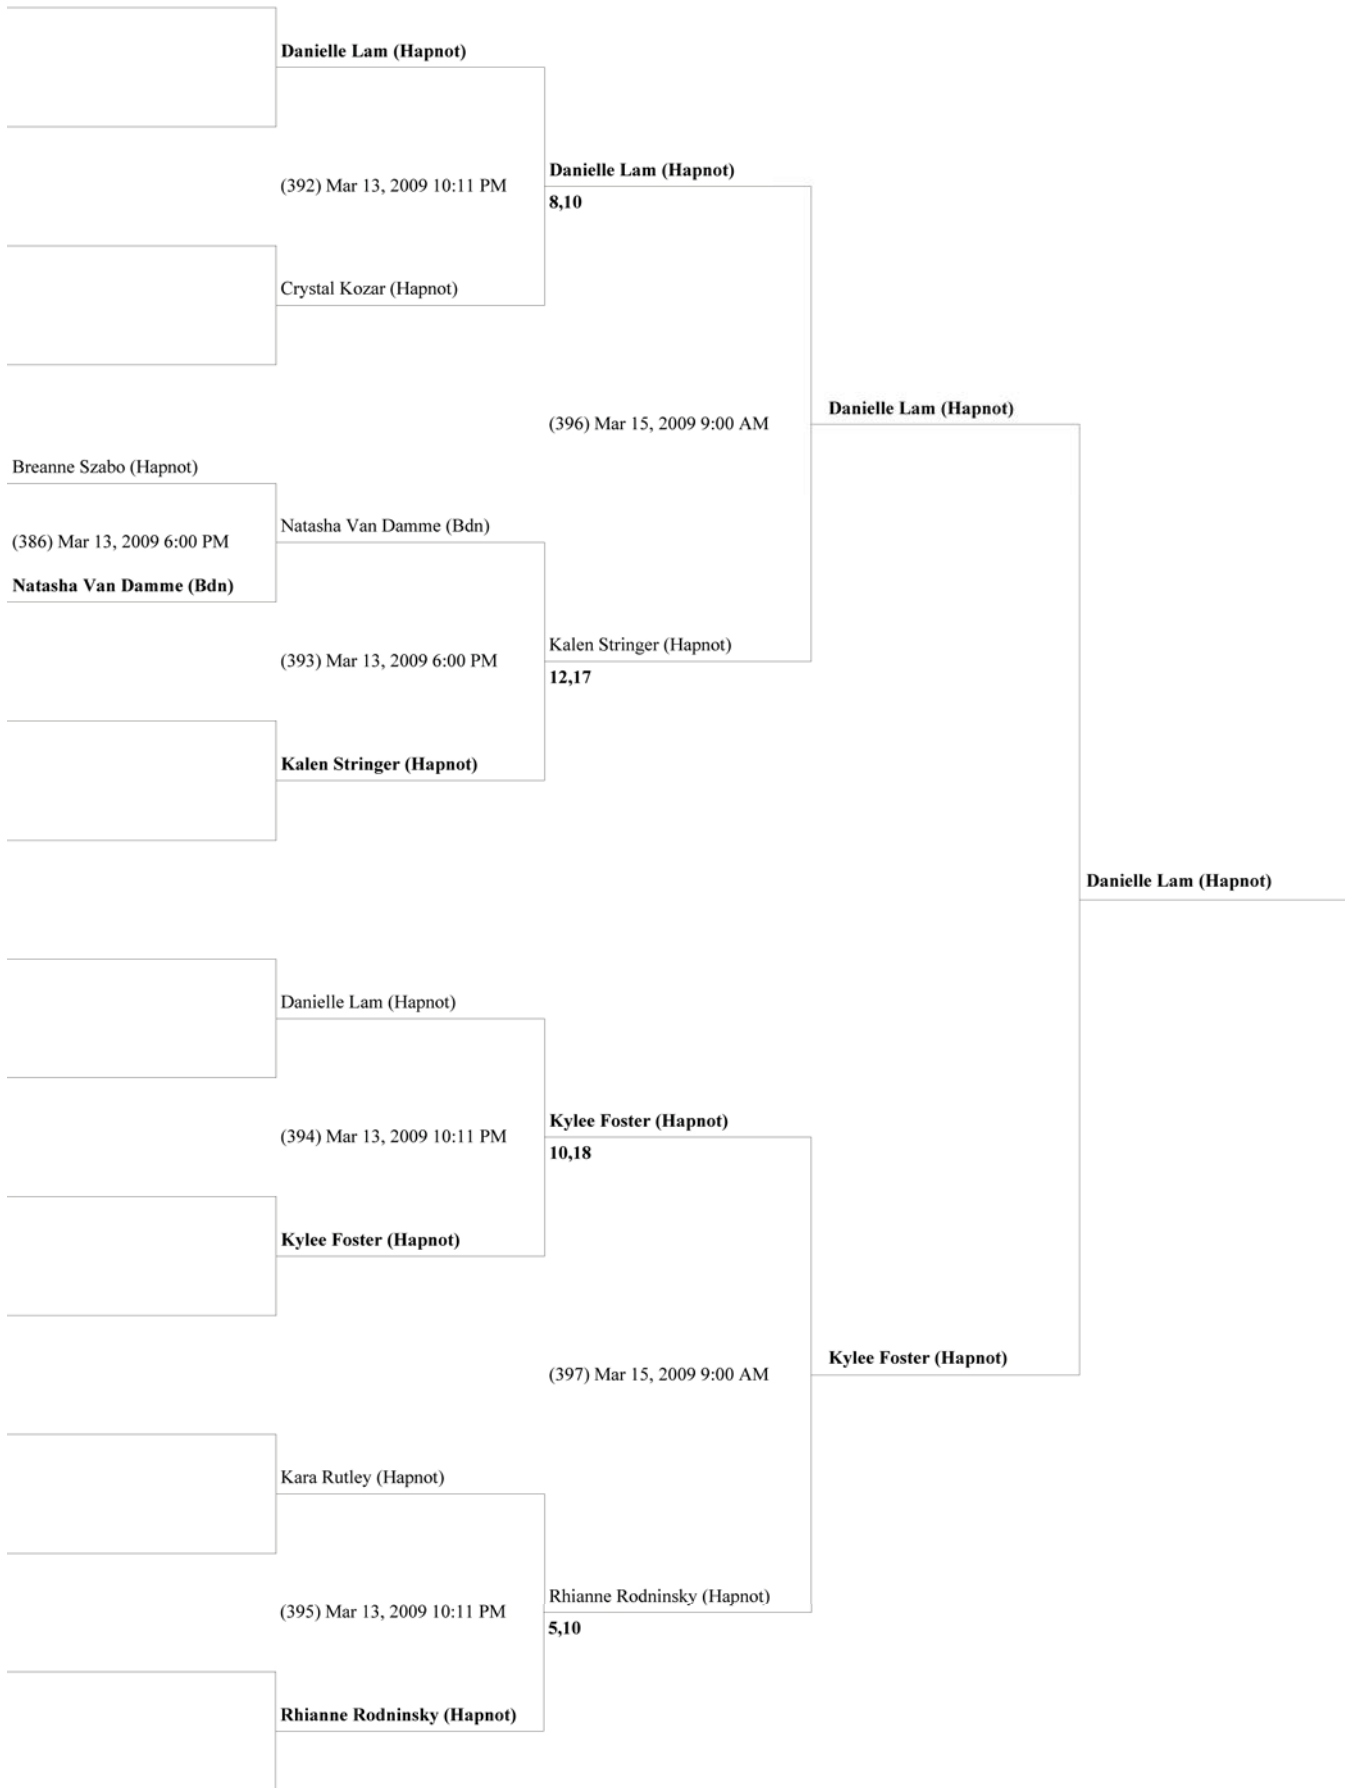 Danielle Lam (Hapnot)
(392) Mar 13, 2009 10:11 PM
Danielle Lam (Hapnot)
8,10
Crystal Kozar (Hapnot)
(396) Mar 15, 2009 9:00 AM
Danielle Lam (Hapnot)
Breanne Szabo (Hapnot)
(386) Mar 13, 2009 6:00 PM
Natasha Van Damme (Bdn)
Natasha Van Damme (Bdn)
(393) Mar 13, 2009 6:00 PM
Kalen Stringer (Hapnot)
12,17
Kalen Stringer (Hapnot)
Danielle Lam (Hapnot)
Danielle Lam (Hapnot)
(394) Mar 13, 2009 10:11 PM
Kylee Foster (Hapnot)
10,18
Kylee Foster (Hapnot)
(397) Mar 15, 2009 9:00 AM
Kylee Foster (Hapnot)
Kara Rutley (Hapnot)
(395) Mar 13, 2009 10:11 PM
Rhianne Rodninsky (Hapnot)
5,10
Rhianne Rodninsky (Hapnot)